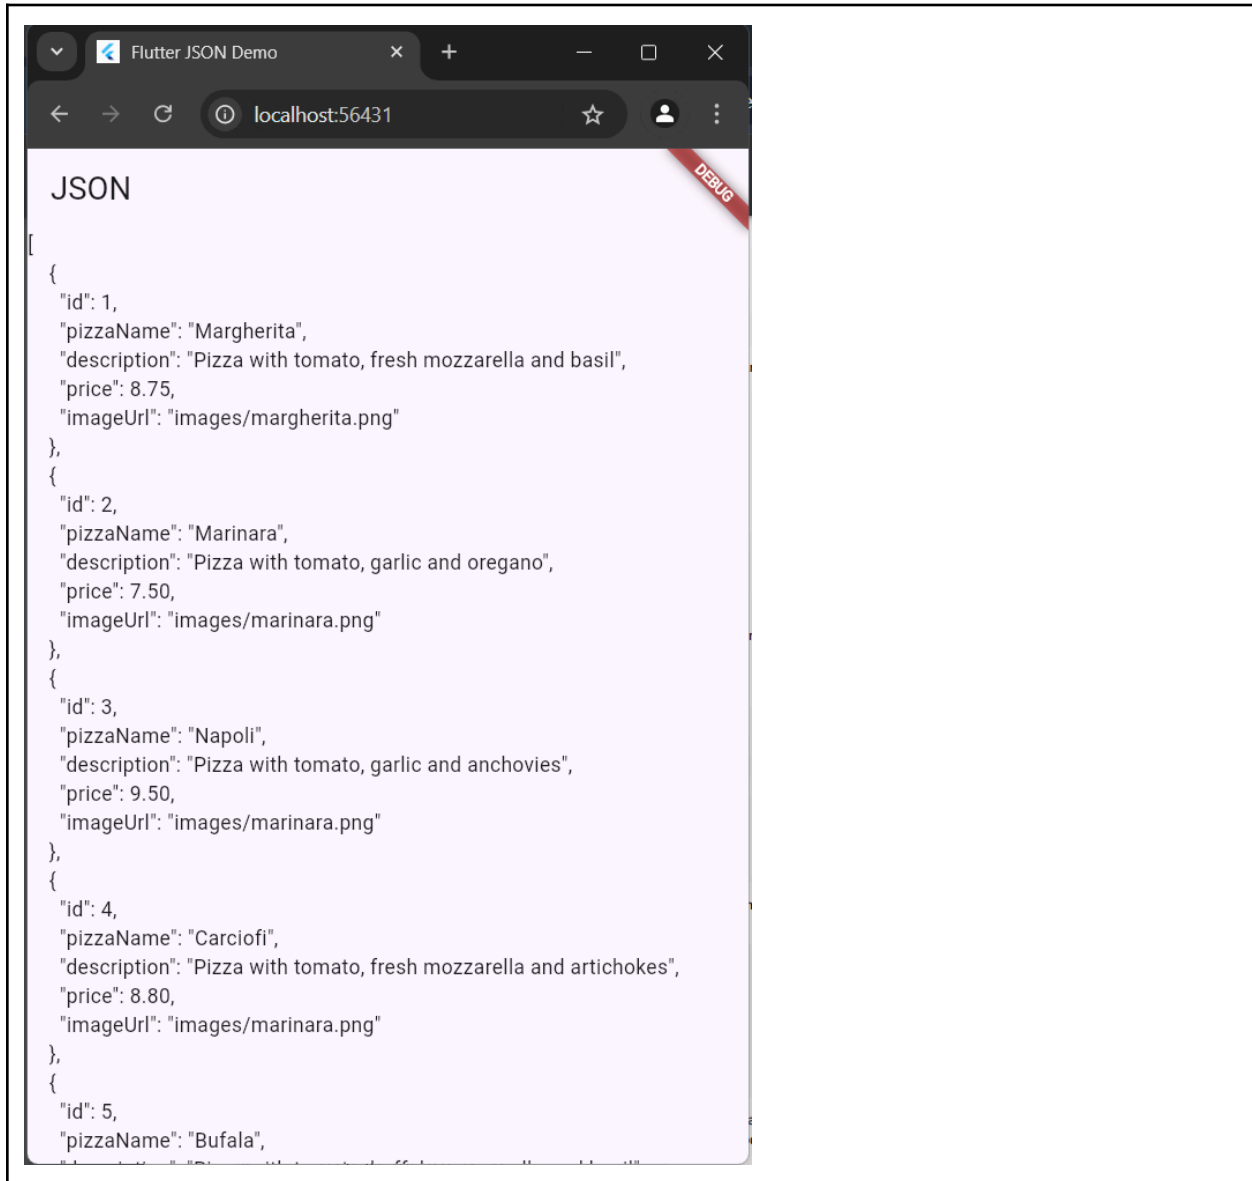 Flutter JSON Demo
localhost:56431
DEBUG
JSON
[
{
"id": 1,
"pizzaName": "Margherita",
"description": "Pizza with tomato, fresh mozzarella and basil",
"price": 8.75,
"imageUrl": "images/margherita.png"
},
{
"id": 2,
"pizzaName": "Marinara",
"description": "Pizza with tomato, garlic and oregano",
"price": 7.50,
"imageUrl": "images/marinara.png"
},
{
"id": 3,
"pizzaName": "Napoli",
"description": "Pizza with tomato, garlic and anchovies",
"price": 9.50,
"imageUrl": "images/marinara.png"
},
{
"id": 4,
"pizzaName": "Carciofi",
"description": "Pizza with tomato, fresh mozzarella and artichokes",
"price": 8.80,
"imageUrl": "images/marinara.png"
},
{
"id": 5,
"pizzaName": "Bufala",